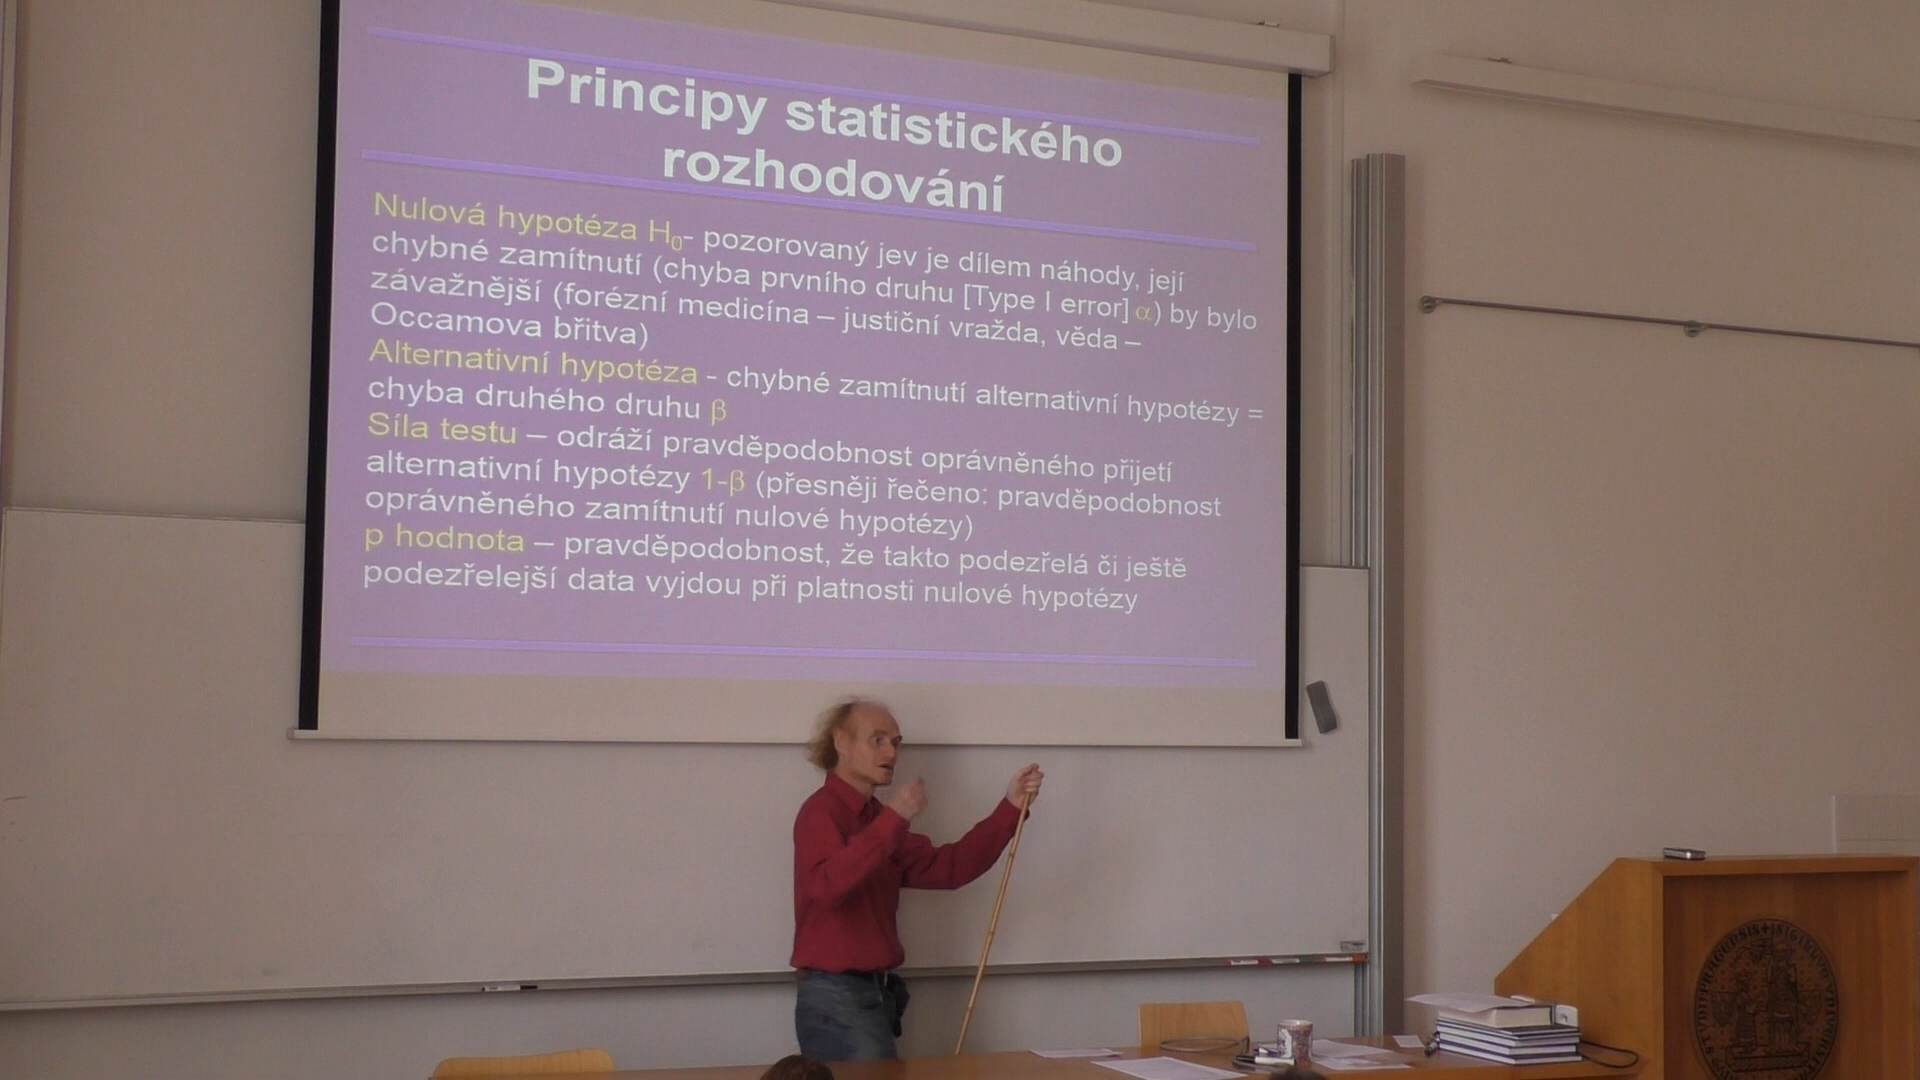 Principy statistického
rozhodování
Nulová hypotéza H₀- pozorovaný jev je dílem náhody, její
chybné zamítnutí (chyba prvního druhu [Type I error] α) by bylo
závažnější (forézní medicína – justiční vražda, věda –
Occamova břitva)
Alternativní hypotéza - chybné zamítnutí alternativní hypotézy =
chyba druhého druhu β
Síla testu – odráží pravděpodobnost oprávněného přijetí
alternativní hypotézy 1-β (přesněji řečeno: pravděpodobnost
oprávněného zamítnutí nulové hypotézy)
p hodnota – pravděpodobnost, že takto podezřelá či ještě
podezřelejší data vyjdou při platnosti nulové hypotézy